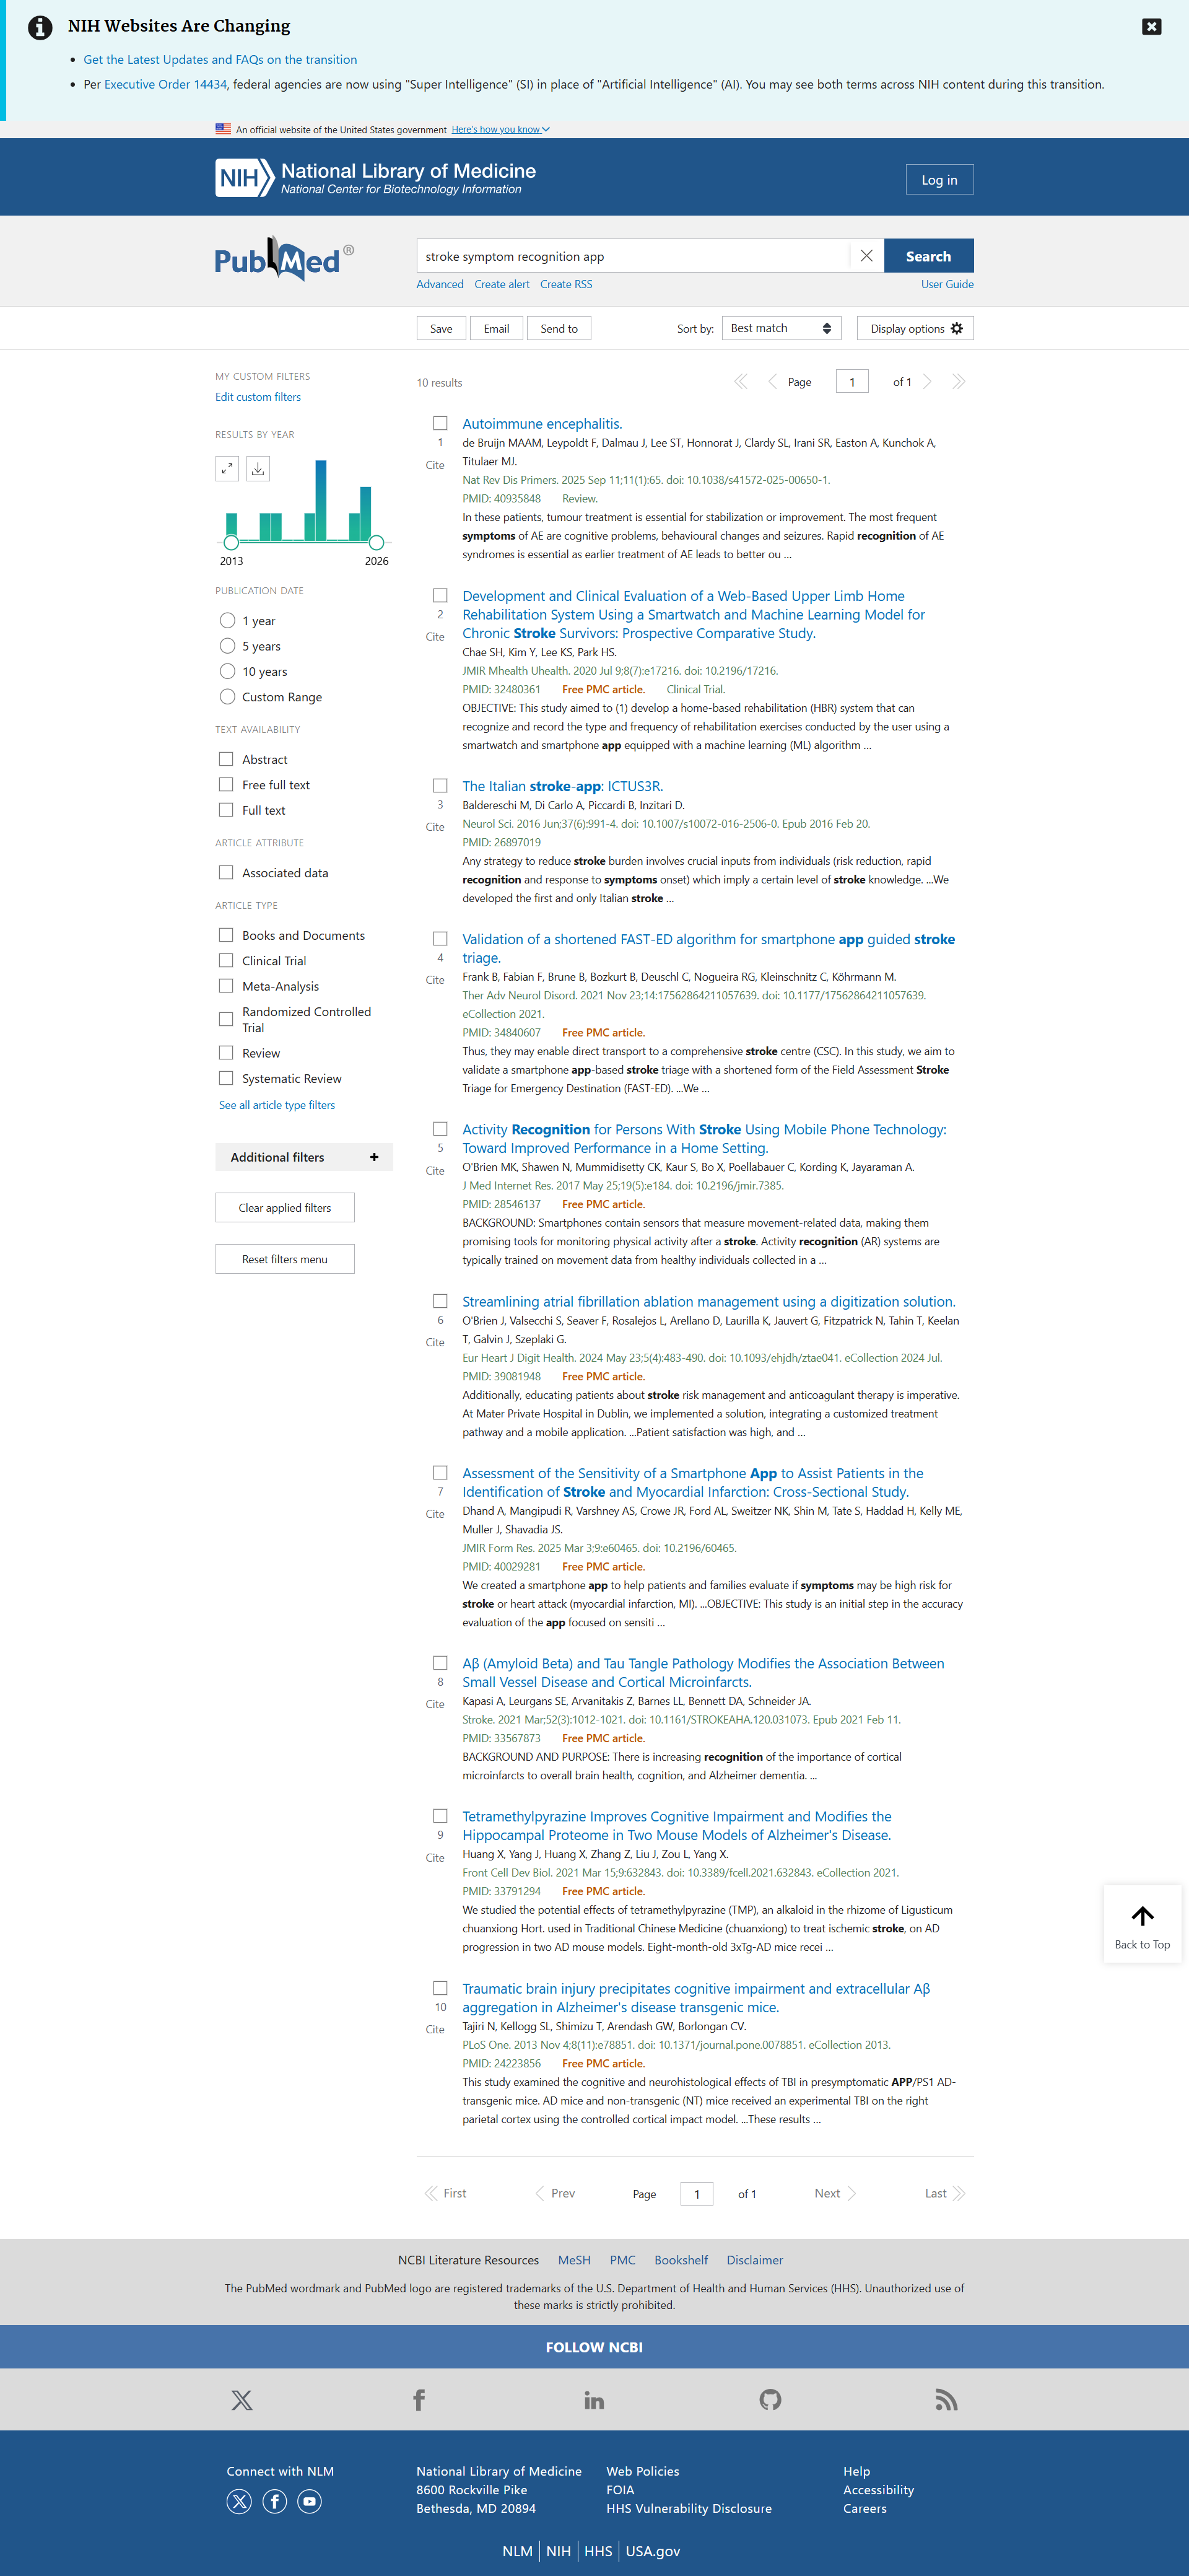 NIH Websites Are Changing
Get the Latest Updates and FAQs on the transition
Per Executive Order 14434, federal agencies are now using "Super Intelligence" (SI) in place of "Artificial Intelligence" (AI). You may see both terms across NIH content during this transition.
An official website of the United States government Here's how you know
NIH National Library of Medicine
National Center for Biotechnology Information
Log in
PubMed®
stroke symptom recognition app
Search
Advanced Create alert Create RSS User Guide
Save Email Send to Sort by: Best match Display options
MY CUSTOM FILTERS
Edit custom filters
RESULTS BY YEAR
2013 2026
PUBLICATION DATE
1 year
5 years
10 years
Custom Range
TEXT AVAILABILITY
Abstract
Free full text
Full text
ARTICLE ATTRIBUTE
Associated data
ARTICLE TYPE
Books and Documents
Clinical Trial
Meta-Analysis
Randomized Controlled
Trial
Review
Systematic Review
See all article type filters
Additional filters +
Clear applied filters
Reset filters menu
10 results Page 1 of 1
Autoimmune encephalitis.
1
Cite
de Bruijn MAAM, Leypoldt F, Dalmau J, Lee ST, Honnorat J, Clardy SL, Irani SR, Easton A, Kunchok A,
Titulaer MJ.
Nat Rev Dis Primers. 2025 Sep 11;11(1):65. doi: 10.1038/s41572-025-00650-1.
PMID: 40935848 Review.
In these patients, tumour treatment is essential for stabilization or improvement. The most frequent
symptoms of AE are cognitive problems, behavioural changes and seizures. Rapid recognition of AE
syndromes is essential as earlier treatment of AE leads to better ou ...
Development and Clinical Evaluation of a Web-Based Upper Limb Home
2
Rehabilitation System Using a Smartwatch and Machine Learning Model for
Cite
Chronic Stroke Survivors: Prospective Comparative Study.
Chae SH, Kim Y, Lee KS, Park HS.
JMIR Mhealth Uhealth. 2020 Jul 9;8(7):e17216. doi: 10.2196/17216.
PMID: 32480361 Free PMC article. Clinical Trial.
OBJECTIVE: This study aimed to (1) develop a home-based rehabilitation (HBR) system that can
recognize and record the type and frequency of rehabilitation exercises conducted by the user using a
smartwatch and smartphone app equipped with a machine learning (ML) algorithm ...
The Italian stroke-app: ICTUS3R.
3
Cite
Baldereschi M, Di Carlo A, Piccardi B, Inzitari D.
Neurol Sci. 2016 Jun;37(6):991-4. doi: 10.1007/s10072-016-2506-0. Epub 2016 Feb 20.
PMID: 26897019
Any strategy to reduce stroke burden involves crucial inputs from individuals (risk reduction, rapid
recognition and response to symptoms onset) which imply a certain level of stroke knowledge. ...We
developed the first and only Italian stroke ...
Validation of a shortened FAST-ED algorithm for smartphone app guided stroke
4
triage.
Cite
Frank B, Fabian F, Brune B, Bozkurt B, Deuschl C, Nogueira RG, Kleinschnitz C, Köhrmann M.
Ther Adv Neurol Disord. 2021 Nov 23;14:17562864211057639. doi: 10.1177/17562864211057639.
eCollection 2021.
PMID: 34840607 Free PMC article.
Thus, they may enable direct transport to a comprehensive stroke centre (CSC). In this study, we aim to
validate a smartphone app-based stroke triage with a shortened form of the Field Assessment Stroke
Triage for Emergency Destination (FAST-ED). ...We ...
Activity Recognition for Persons With Stroke Using Mobile Phone Technology:
5
Toward Improved Performance in a Home Setting.
Cite
O'Brien MK, Shawen N, Mummidisetty CK, Kaur S, Bo X, Poellabauer C, Kording K, Jayaraman A.
J Med Internet Res. 2017 May 25;19(5):e184. doi: 10.2196/jmir.7385.
PMID: 28546137 Free PMC article.
BACKGROUND: Smartphones contain sensors that measure movement-related data, making them
promising tools for monitoring physical activity after a stroke. Activity recognition (AR) systems are
typically trained on movement data from healthy individuals collected in a ...
Streamlining atrial fibrillation ablation management using a digitization solution.
6
Cite
O'Brien J, Valsecchi S, Seaver F, Rosalejos L, Arellano D, Laurilla K, Jauvert G, Fitzpatrick N, Tahin T, Keelan
T, Galvin J, Szeplaki G.
Eur Heart J Digit Health. 2024 May 23;5(4):483-490. doi: 10.1093/ehjdh/ztae041. eCollection 2024 Jul.
PMID: 39081948 Free PMC article.
Additionally, educating patients about stroke risk management and anticoagulant therapy is imperative.
At Mater Private Hospital in Dublin, we implemented a solution, integrating a customized treatment
pathway and a mobile application. ...Patient satisfaction was high, and ...
Assessment of the Sensitivity of a Smartphone App to Assist Patients in the
7
Identification of Stroke and Myocardial Infarction: Cross-Sectional Study.
Cite
Dhand A, Mangipudi R, Varshney AS, Crowe JR, Ford AL, Sweitzer NK, Shin M, Tate S, Haddad H, Kelly ME,
Muller J, Shavadia JS.
JMIR Form Res. 2025 Mar 3;9:e60465. doi: 10.2196/60465.
PMID: 40029281 Free PMC article.
We created a smartphone app to help patients and families evaluate if symptoms may be high risk for
stroke or heart attack (myocardial infarction, MI). ...OBJECTIVE: This study is an initial step in the accuracy
evaluation of the app focused on sensiti ...
Aβ (Amyloid Beta) and Tau Tangle Pathology Modifies the Association Between
8
Small Vessel Disease and Cortical Microinfarcts.
Cite
Kapasi A, Leurgans SE, Arvanitakis Z, Barnes LL, Bennett DA, Schneider JA.
Stroke. 2021 Mar;52(3):1012-1021. doi: 10.1161/STROKEAHA.120.031073. Epub 2021 Feb 11.
PMID: 33567873 Free PMC article.
BACKGROUND AND PURPOSE: There is increasing recognition of the importance of cortical
microinfarcts to overall brain health, cognition, and Alzheimer dementia. ...
Tetramethylpyrazine Improves Cognitive Impairment and Modifies the
9
Hippocampal Proteome in Two Mouse Models of Alzheimer's Disease.
Cite
Huang X, Yang J, Huang X, Zhang Z, Liu J, Zou L, Yang X.
Front Cell Dev Biol. 2021 Mar 15;9:632843. doi: 10.3389/fcell.2021.632843. eCollection 2021.
PMID: 33791294 Free PMC article.
We studied the potential effects of tetramethylpyrazine (TMP), an alkaloid in the rhizome of Ligusticum
chuanxiong Hort. used in Traditional Chinese Medicine (chuanxiong) to treat ischemic stroke, on AD
progression in two AD mouse models. Eight-month-old 3xTg-AD mice recei ...
Traumatic brain injury precipitates cognitive impairment and extracellular Aβ
10
aggregation in Alzheimer's disease transgenic mice.
Cite
Tajiri N, Kellogg SL, Shimizu T, Arendash GW, Borlongan CV.
PLoS One. 2013 Nov 4;8(11):e78851. doi: 10.1371/journal.pone.0078851. eCollection 2013.
PMID: 24223856 Free PMC article.
This study examined the cognitive and neurohistological effects of TBI in presymptomatic APP/PS1 AD-
transgenic mice. AD mice and non-transgenic (NT) mice received an experimental TBI on the right
parietal cortex using the controlled cortical impact model. ...These results ...
Back to Top
First Prev Page 1 of 1 Next Last
NCBI Literature Resources MeSH PMC Bookshelf Disclaimer
The PubMed wordmark and PubMed logo are registered trademarks of the U.S. Department of Health and Human Services (HHS). Unauthorized use of
these marks is strictly prohibited.
FOLLOW NCBI
Connect with NLM
National Library of Medicine
8600 Rockville Pike
Bethesda, MD 20894
Web Policies
FOIA
HHS Vulnerability Disclosure
Help
Accessibility
Careers
NLM NIH HHS USA.gov